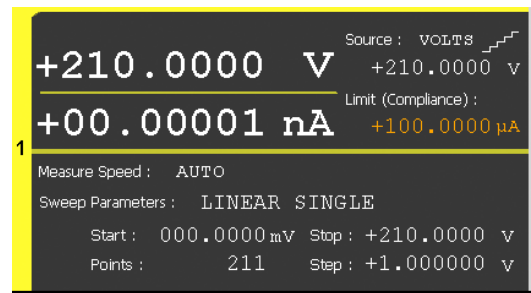 Source : VOLTS
+210.0000 V
+210.0000 V
Limit (Compliance) :
+00.00001 nA
+100.0000 µA
1
Measure Speed : AUTO
Sweep Parameters : LINEAR SINGLE
Start : 000.0000 mV Stop : +210.0000 V
Points : 211 Step : +1.000000 V